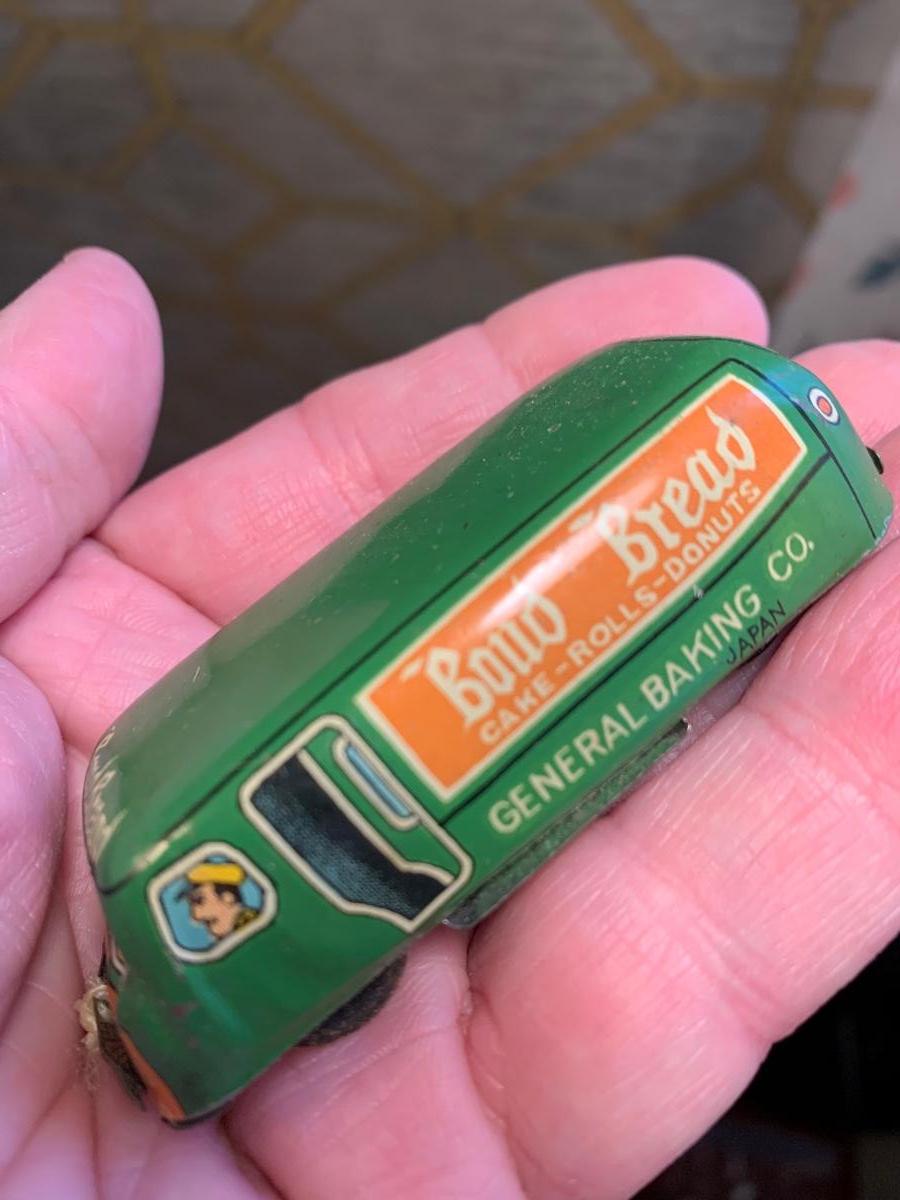 "Bond Bread
CAKE-ROLLS-DONUTS
GENERAL BAKING CO.
JAPAN